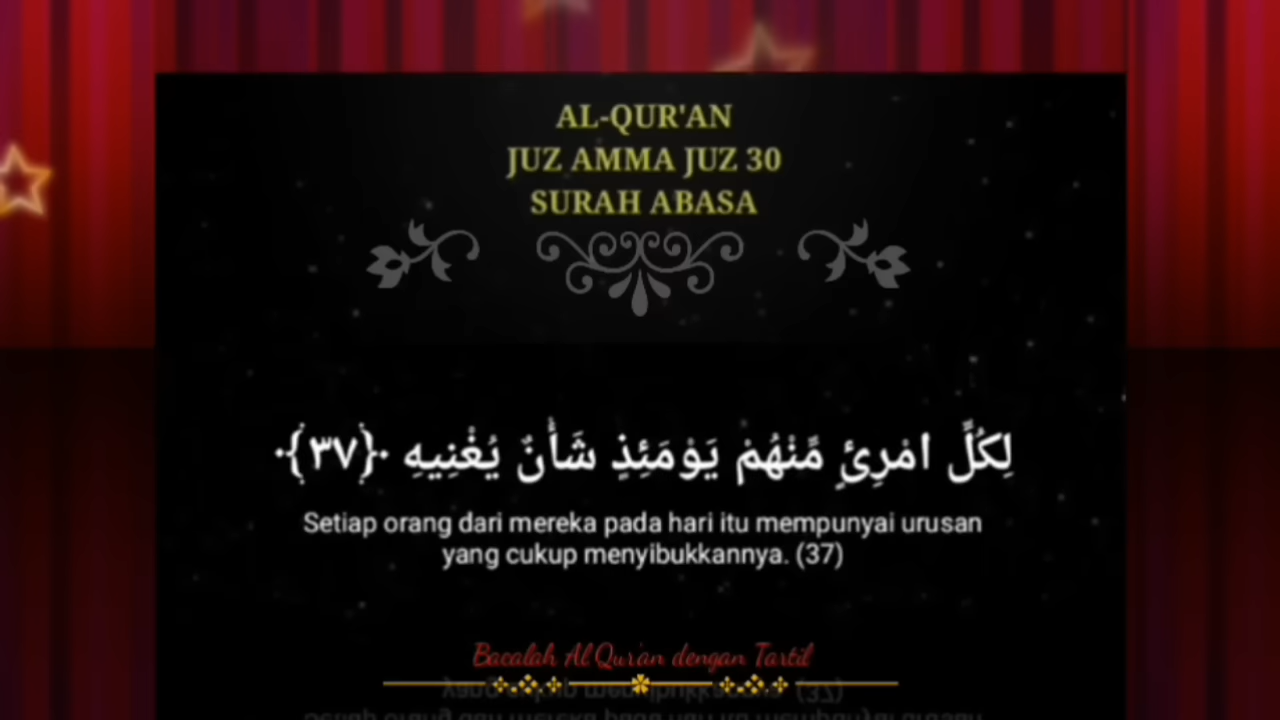 AL-QUR'AN
JUZ AMMA JUZ 30
SURAH ABASA
لِكُلِّ امْرِئٍ مِّنْهُمْ يَوْمَئِذٍ شَأْنٌ يُغْنِيهِ ﴿٣٧﴾
Setiap orang dari mereka pada hari itu mempunyai urusan
yang cukup menyibukkannya. (37)
Bacalah Al Qur'an dengan Tartil